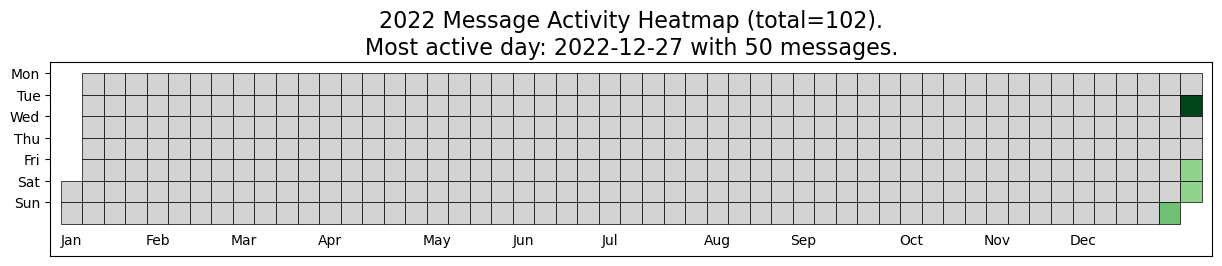 2022 Message Activity Heatmap (total=102).
Most active day: 2022-12-27 with 50 messages.
Mon
Tue
Wed
Thu
Fri
Sat
Sun
Jan Feb Mar Apr May Jun Jul Aug Sep Oct Nov Dec